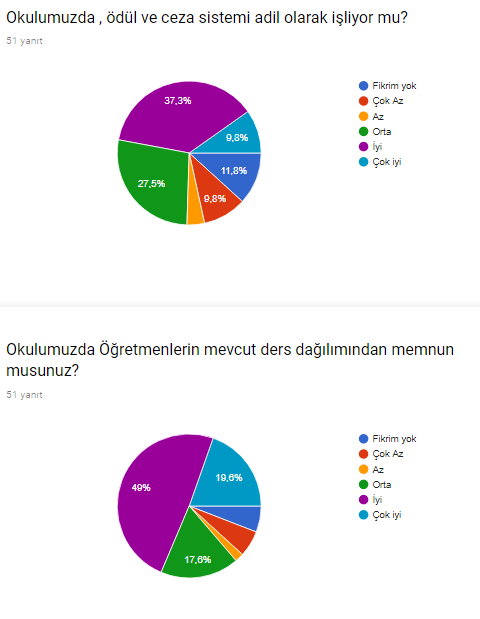 Okulumuzda , ödül ve ceza sistemi adil olarak işliyor mu?
51 yanıt
37,3%
9,8%
11,8%
9,8%
27,5%
Fikrim yok
Çok Az
Az
Orta
İyi
Çok iyi
Okulumuzda Öğretmenlerin mevcut ders dağılımından memnun
musunuz?
51 yanıt
49%
19,6%
17,6%
Fikrim yok
Çok Az
Az
Orta
İyi
Çok iyi